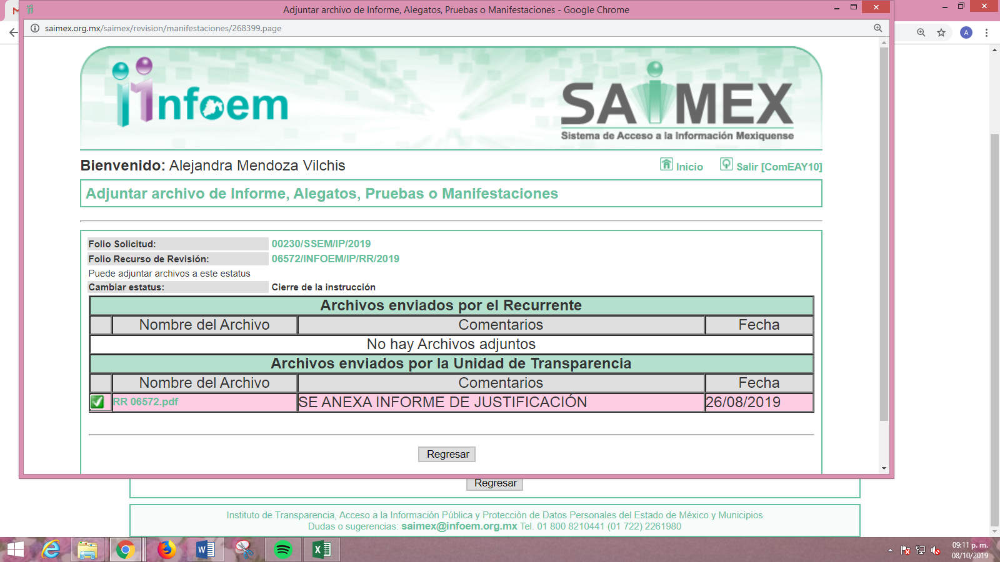 Adjuntar archivo de Informe, Alegatos, Pruebas o Manifestaciones - Google Chrome
saimex.org.mx/saimex/revision/manifestaciones/268399.page
infoem
SAIMEX
Sistema de Acceso a la Información Mexiquense
Bienvenido: Alejandra Mendoza Vilchis
Inicio
Salir [ComEAY10]
Adjuntar archivo de Informe, Alegatos, Pruebas o Manifestaciones
Folio Solicitud: 00230/SSEM/IP/2019
Folio Recurso de Revisión: 06572/INFOEM/IP/RR/2019
Puede adjuntar archivos a este estatus
Cambiar estatus: Cierre de la instrucción
Archivos enviados por el Recurrente
Nombre del Archivo Comentarios Fecha
No hay Archivos adjuntos
Archivos enviados por la Unidad de Transparencia
Nombre del Archivo Comentarios Fecha
RR 06572.pdf SE ANEXA INFORME DE JUSTIFICACIÓN 26/08/2019
Regresar
Regresar
Instituto de Transparencia, Acceso a la Información Pública y Protección de Datos Personales del Estado de México y Municipios
Dudas o sugerencias: saimex@infoem.org.mx Tel. 01 800 8210441 (01 722) 2261980
A
09:11 p. m.
08/10/2019